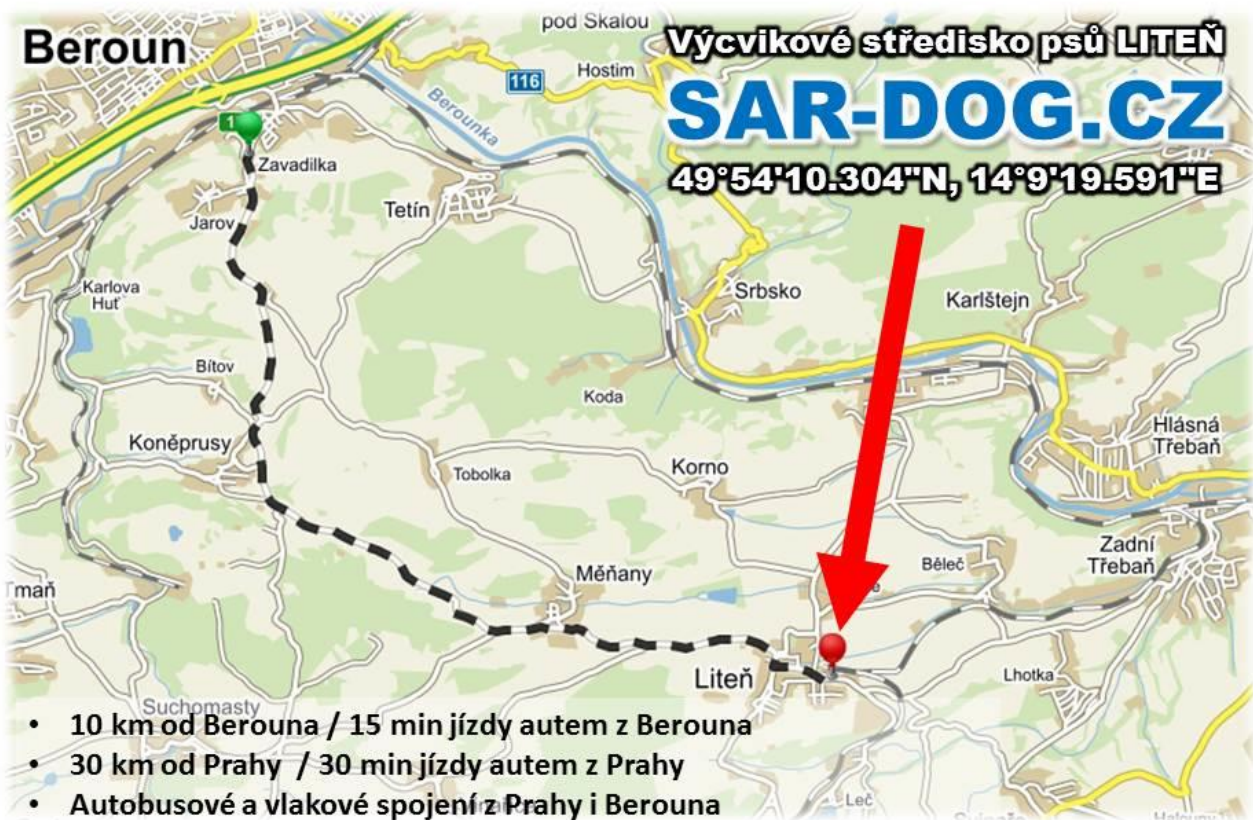 Beroun
pod Skalou
Výcvikové středisko psů LITEŇ
SAR-DOG.CZ
49°54'10.304"N, 14°9'19.591"E
Hostim
116
Berounka
1
Zavadilka
Jarov
Tetín
Karlova
Huť
Srbsko
Karlštejn
Bítov
Koda
Koněprusy
Hlásná
Třebaň
Tobolka
Korno
Zadní
Třebaň
Běleč
Tmaň
Měňany
Liteň
Lhotka
Suchomasty
• 10 km od Berouna / 15 min jízdy autem z Berouna
• 30 km od Prahy / 30 min jízdy autem z Prahy
• Autobusové a vlakové spojení z Prahy i Berouna
Leč